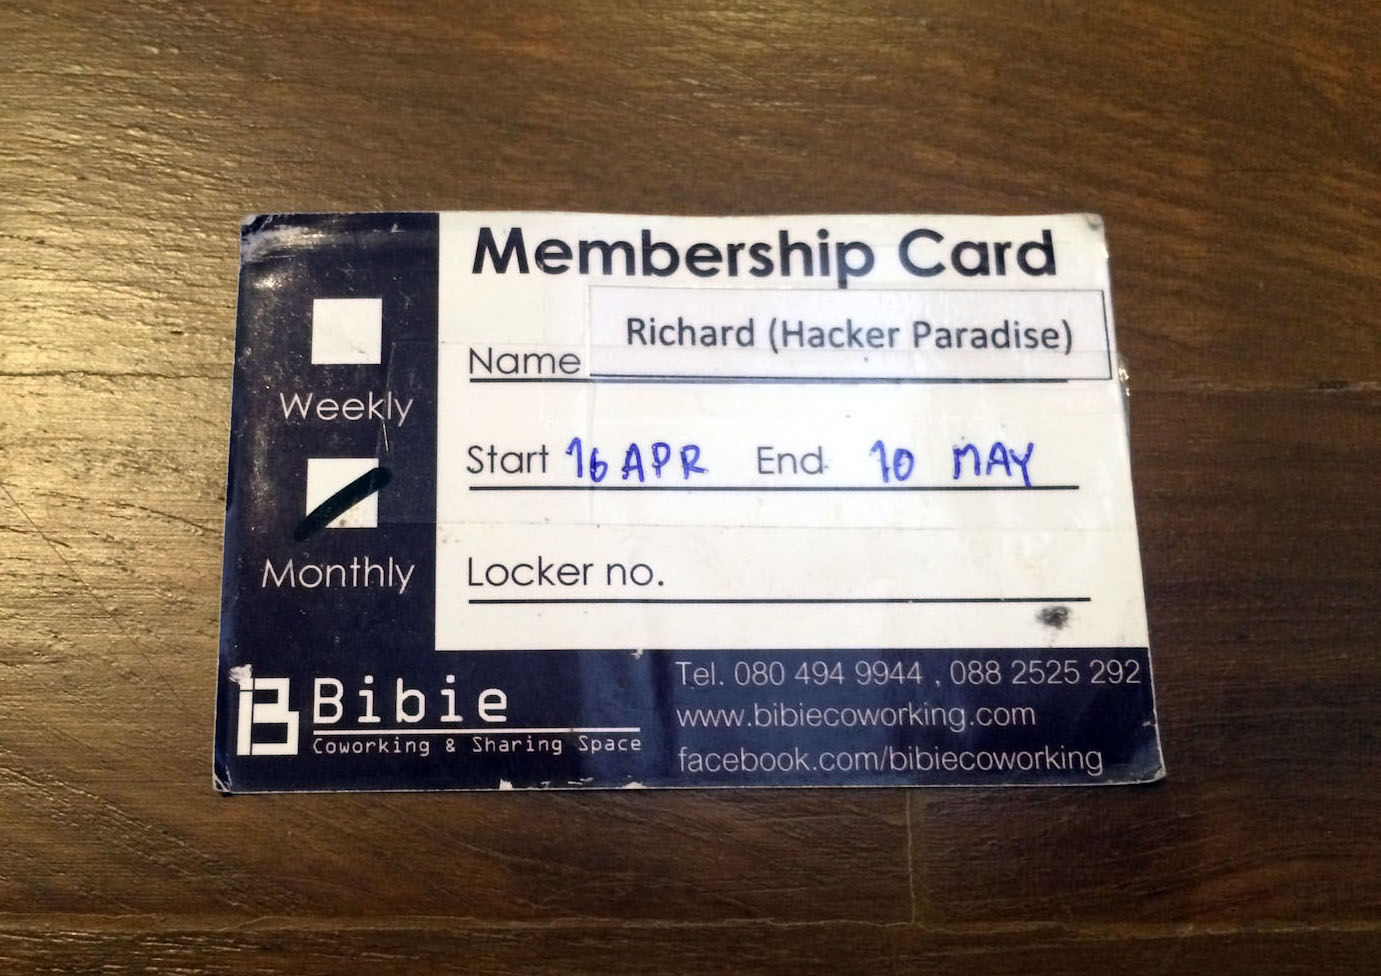 Membership Card
Weekly
Name Richard (Hacker Paradise)
Start 16 APR End 10 MAY
Monthly
Locker no.
B Bibie
Coworking & Sharing Space
Tel. 080 494 9944 , 088 2525 292
www.bibiecoworking.com
facebook.com/bibiecoworking